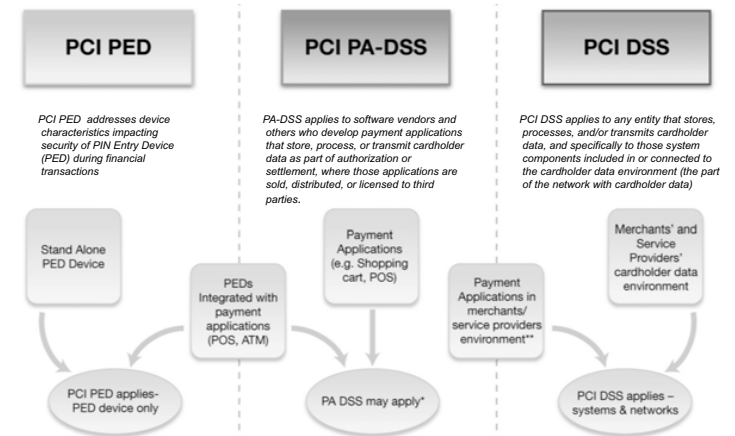 PCI PED
PCI PA-DSS
PCI DSS
PCI PED addresses device
characteristics impacting
security of PIN Entry Device
(PED) during financial
transactions
PA-DSS applies to software vendors and
others who develop payment applications
that store, process, or transmit cardholder
data as part of authorization or
settlement, where those applications are
sold, distributed, or licensed to third
parties.
PCI DSS applies to any entity that stores,
processes, and/or transmits cardholder
data, and specifically to those system
components included in or connected to
the cardholder data environment (the part
of the network with cardholder data)
Stand Alone
PED Device
PEDs
Integrated with
payment
applications
(POS, ATM)
Payment
Applications
(e.g. Shopping
cart, POS)
Payment
Applications in
merchants/
service providers
environment**
Merchants' and
Service
Providers'
cardholder data
environment
PCI PED applies-
PED device only
PA DSS may apply*
PCI DSS applies –
systems & networks